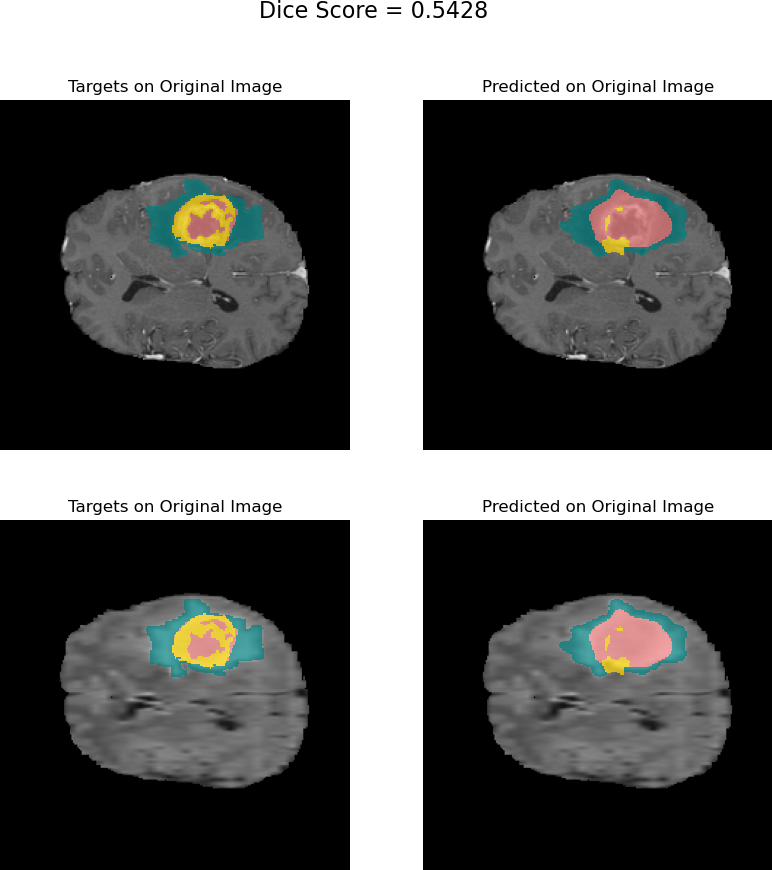 Dice Score = 0.5428
Targets on Original Image
Predicted on Original Image
Targets on Original Image
Predicted on Original Image